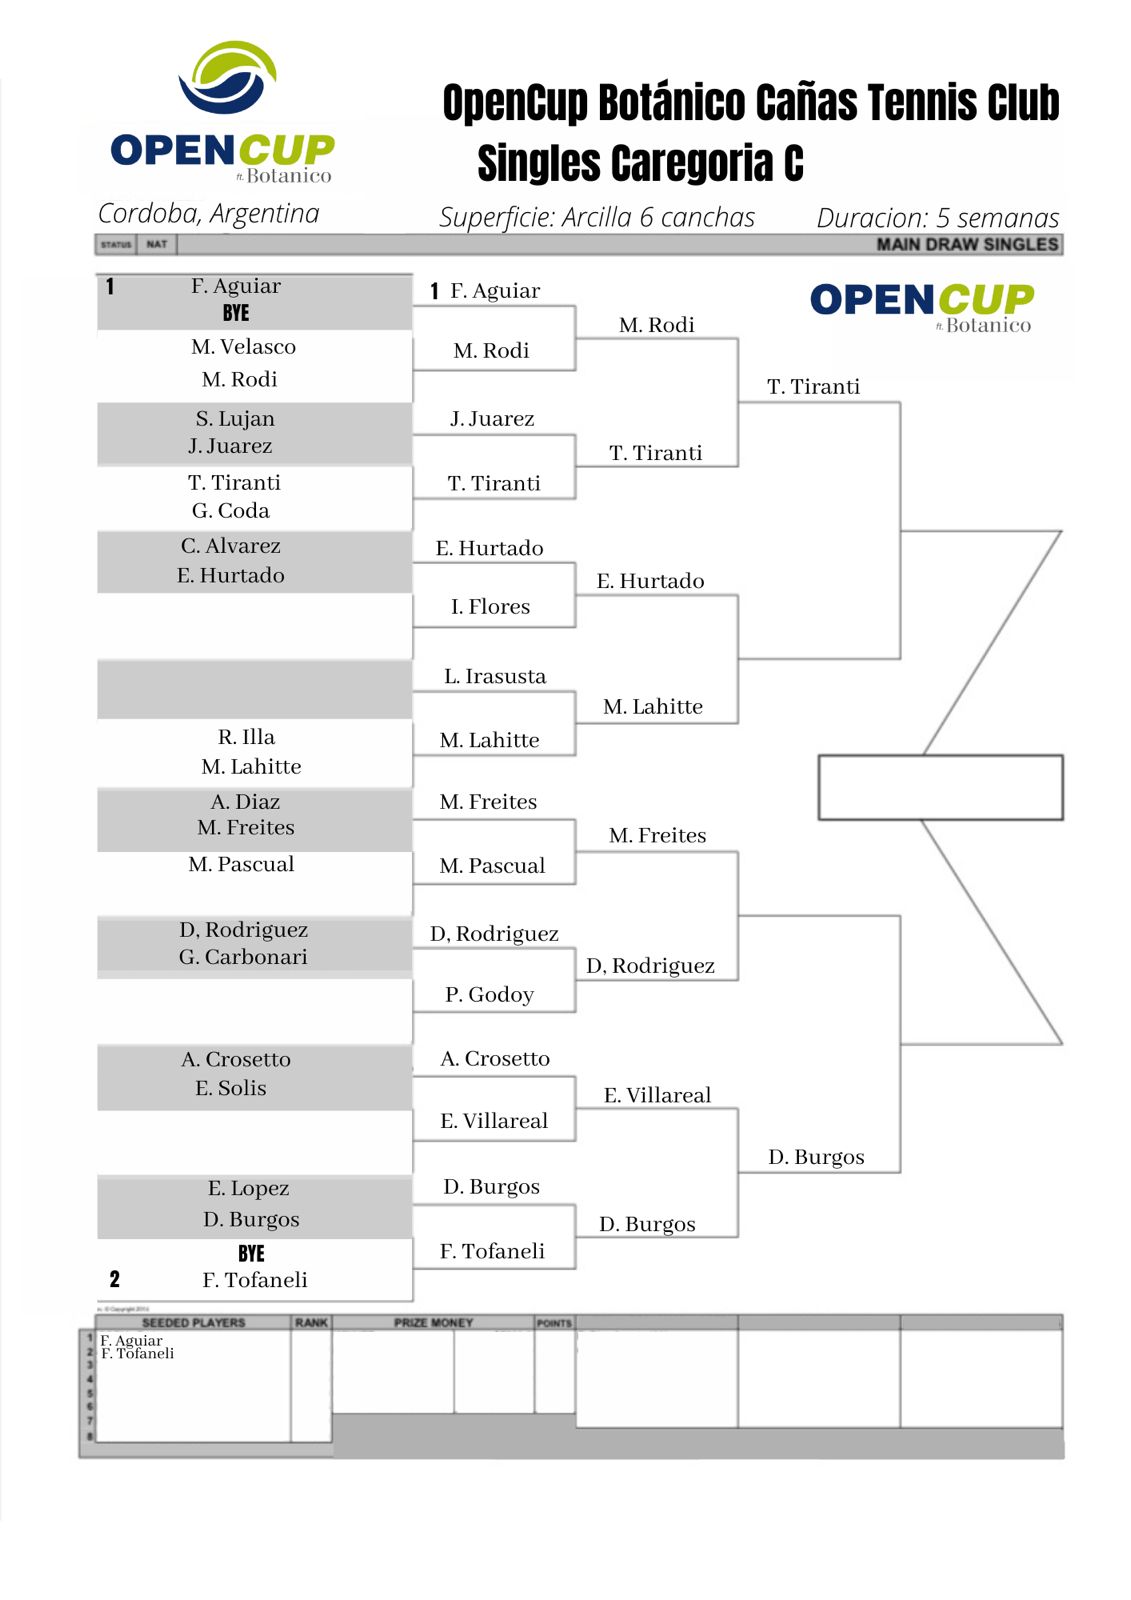 OPENCUP
ft. Botanico
OpenCup Botánico Cañas Tennis Club
Singles Caregoria C
Cordoba, Argentina
Superficie: Arcilla 6 canchas
Duracion: 5 semanas
STATUS NAT MAIN DRAW SINGLES
OPENCUP
ft. Botanico
1 F. Aguiar
BYE
M. Velasco
M. Rodi
S. Lujan
J. Juarez
T. Tiranti
G. Coda
C. Alvarez
E. Hurtado
R. Illa
M. Lahitte
A. Diaz
M. Freites
M. Pascual
D, Rodriguez
G. Carbonari
A. Crosetto
E. Solis
E. Lopez
D. Burgos
BYE
2 F. Tofaneli
1 F. Aguiar
M. Rodi
J. Juarez
T. Tiranti
E. Hurtado
I. Flores
L. Irasusta
M. Lahitte
M. Freites
M. Pascual
D, Rodriguez
P. Godoy
A. Crosetto
E. Villareal
D. Burgos
F. Tofaneli
M. Rodi
T. Tiranti
E. Hurtado
M. Lahitte
M. Freites
D, Rodriguez
E. Villareal
D. Burgos
T. Tiranti
D. Burgos
© Copyright
SEEDED PLAYERS RANK PRIZE MONEY POINTS
1 F. Aguiar
2 F. Tofaneli
3
4
5
6
7
8